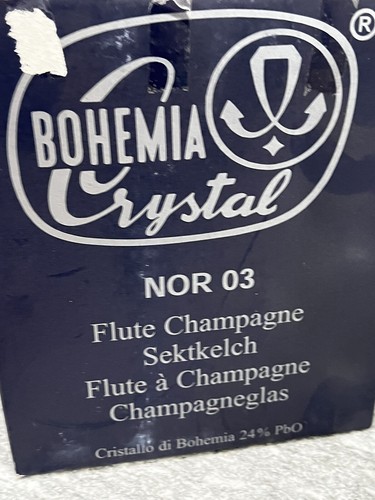 ®
BOHEMIA
Crystal
NOR 03
Flute Champagne
Sektkelch
Flute à Champagne
Champagneglas
Cristallo di Bohemia 24% PbO